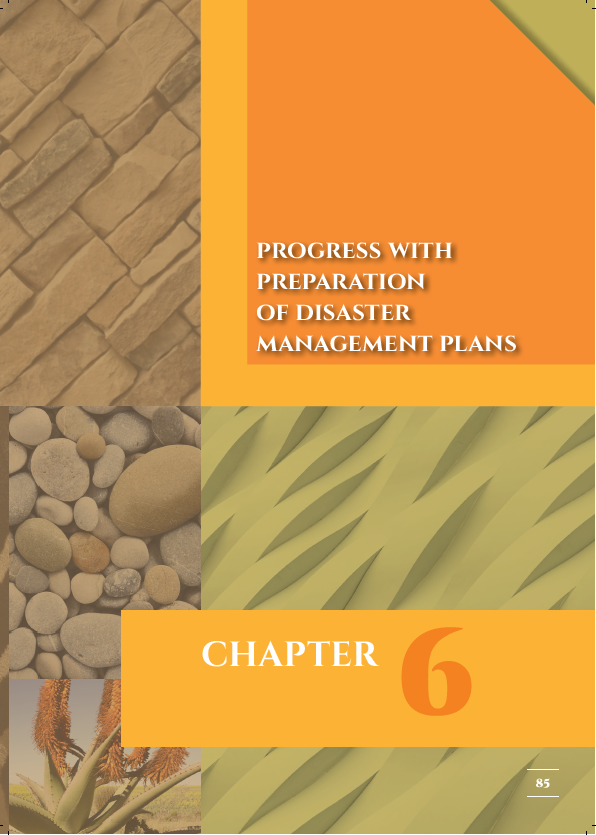 PROGRESS WITH
PREPARATION
OF DISASTER
MANAGEMENT PLANS
CHAPTER 6
85